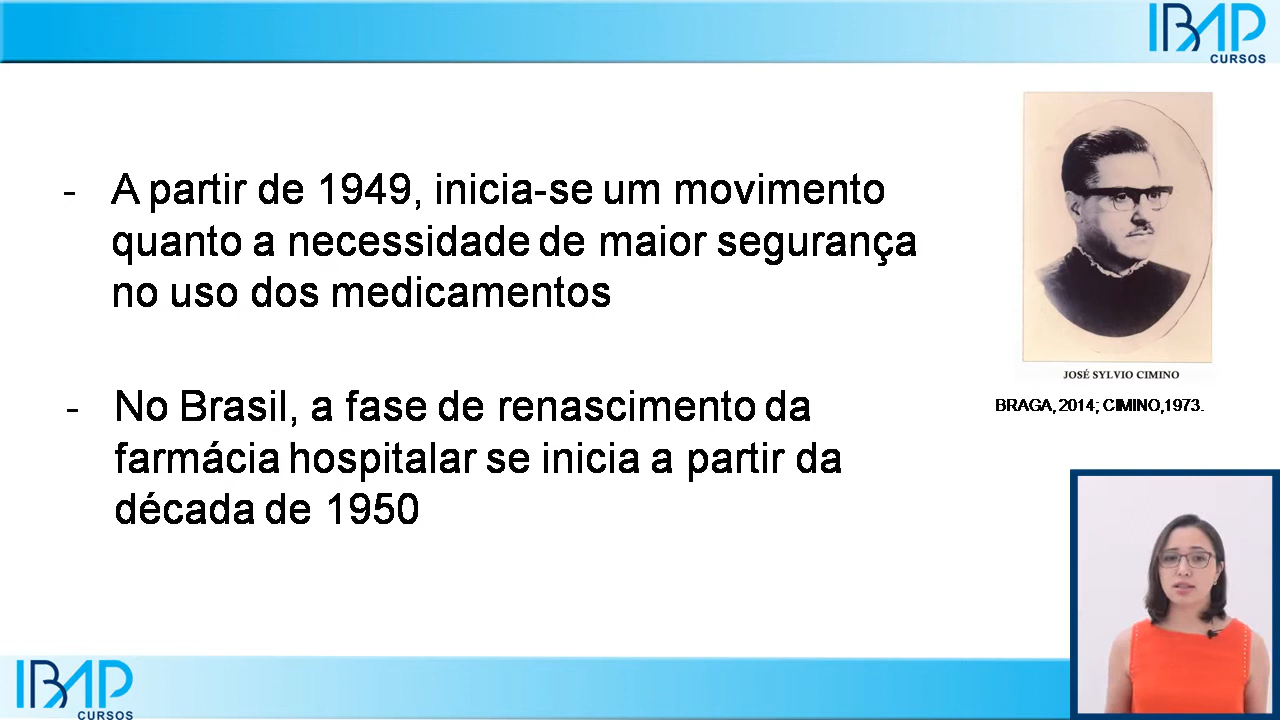 IBAP
CURSOS
- A partir de 1949, inicia-se um movimento
quanto a necessidade de maior segurança
no uso dos medicamentos
JOSÉ SYLVIO CIMINO
BRAGA, 2014; CIMINO,1973.
- No Brasil, a fase de renascimento da
farmácia hospitalar se inicia a partir da
década de 1950
IBAP
CURSOS